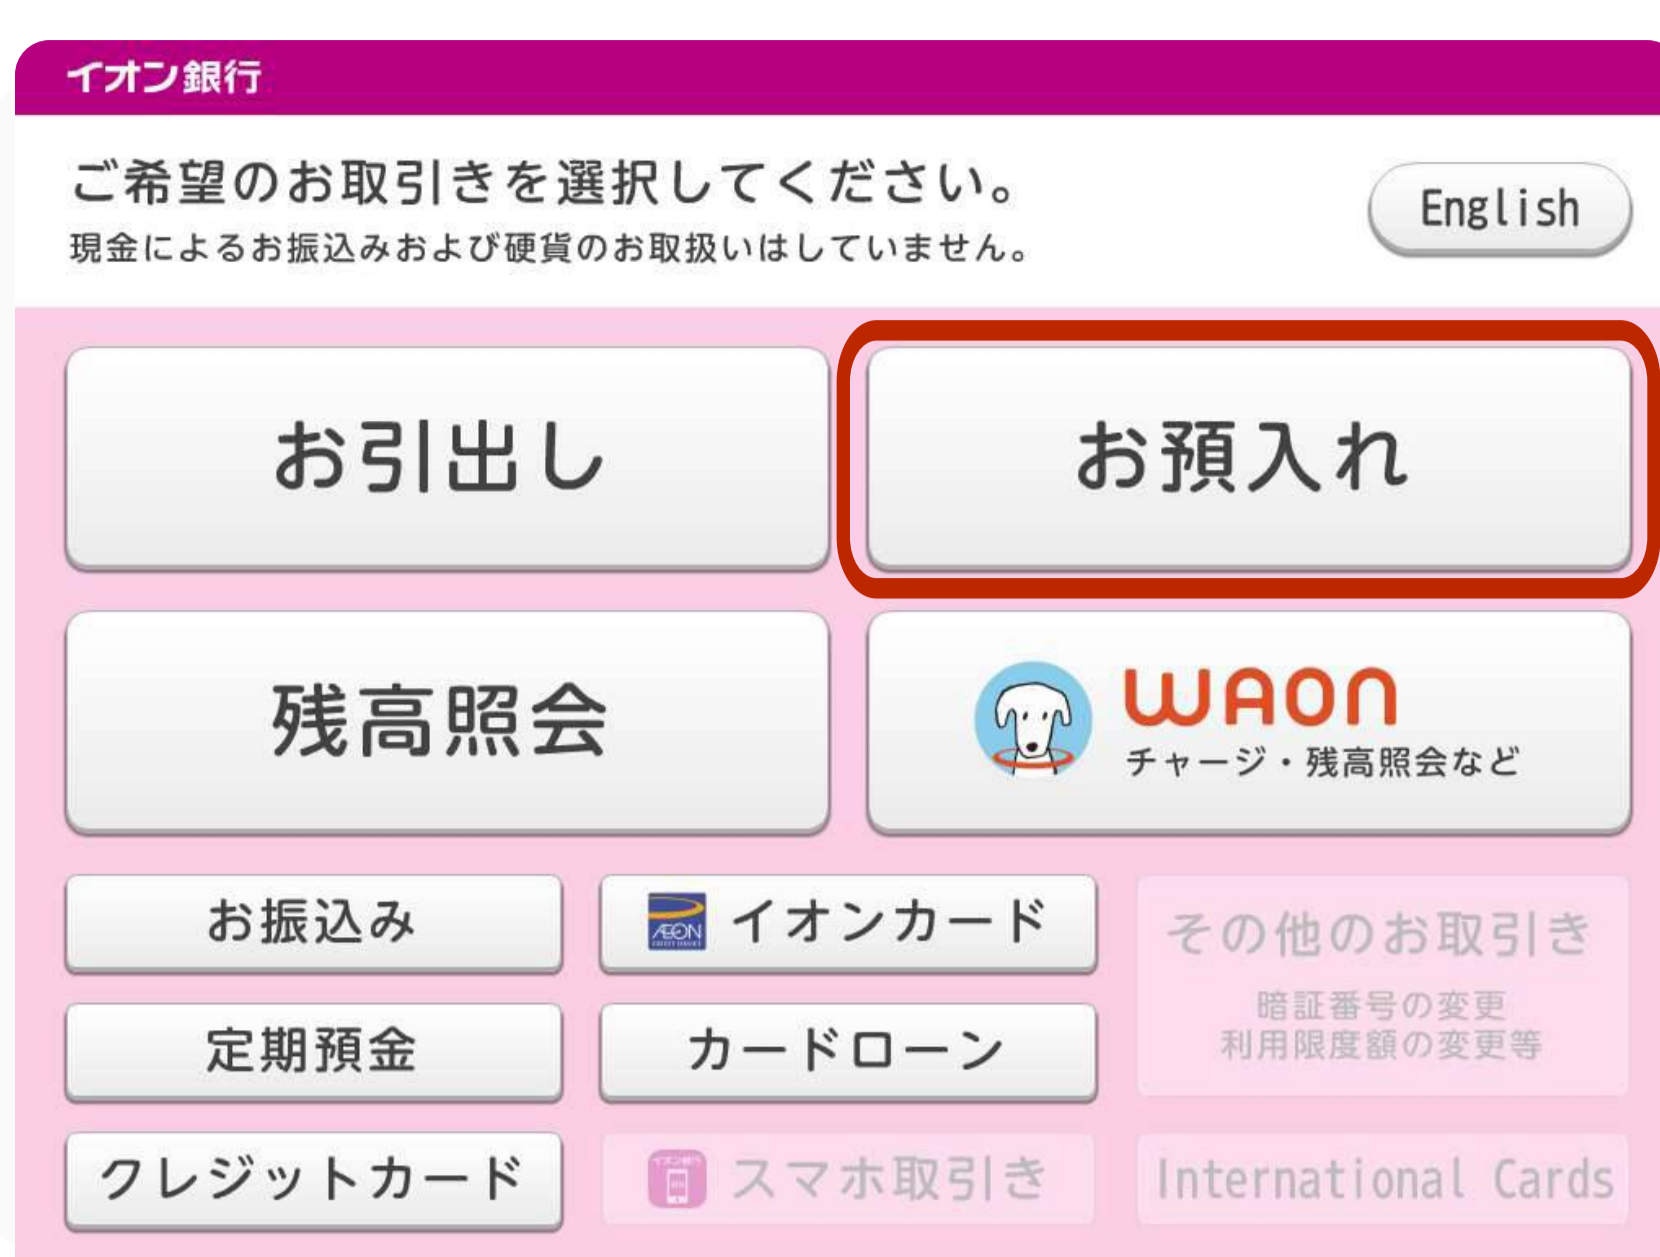 イオン銀行
ご希望のお取引きを選択してください。
現金によるお振込みおよび硬貨のお取扱いはしていません。
English
お引出し
お預入れ
残高照会
WAON
チャージ・残高照会など
お振込み
AEON
イオンカード
その他のお取引き
暗証番号の変更
利用限度額の変更等
定期預金
カードローン
クレジットカード
イオン銀行
スマホ取引き
International Cards